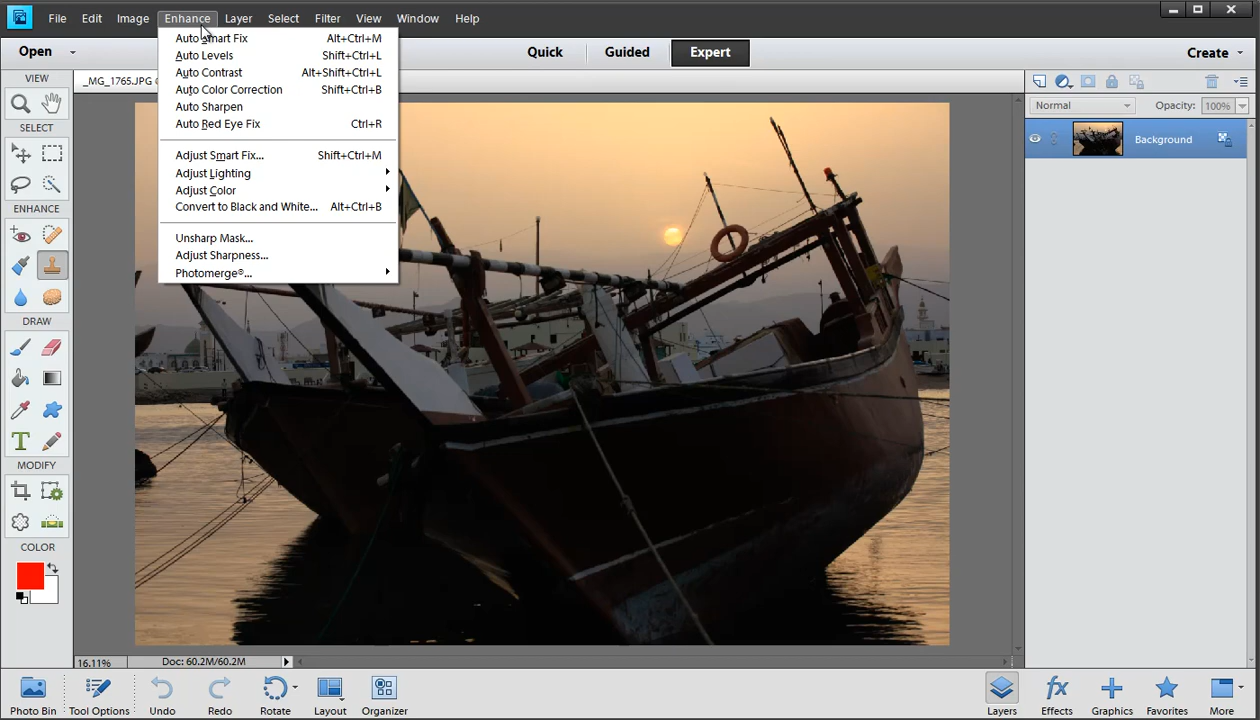 File Edit Image Enhance Layer Select Filter View Window Help
Open
Quick Guided Expert
Create
Auto Smart Fix Alt+Ctrl+M
Auto Levels Shift+Ctrl+L
Auto Contrast Alt+Shift+Ctrl+L
Auto Color Correction Shift+Ctrl+B
Auto Sharpen
Auto Red Eye Fix Ctrl+R
Adjust Smart Fix... Shift+Ctrl+M
Adjust Lighting
Adjust Color
Convert to Black and White... Alt+Ctrl+B
Unsharp Mask...
Adjust Sharpness...
Photomerge®...
_MG_1765.JPG
VIEW
SELECT
ENHANCE
DRAW
T
MODIFY
COLOR
Normal Opacity: 100%
Background
16.11% Doc: 60.2M/60.2M
Photo Bin Tool Options Undo Redo Rotate Layout Organizer
Layers fx Effects Graphics Favorites More